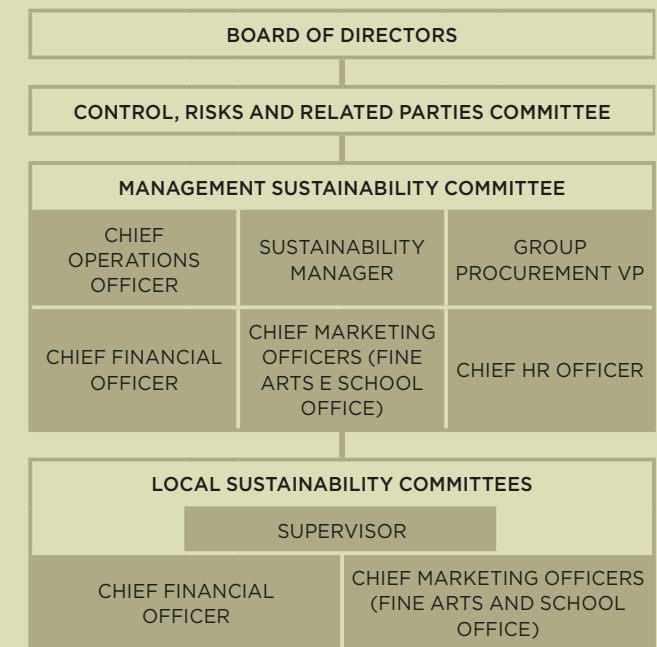 BOARD OF DIRECTORS
CONTROL, RISKS AND RELATED PARTIES COMMITTEE
MANAGEMENT SUSTAINABILITY COMMITTEE
CHIEF
OPERATIONS
OFFICER
SUSTAINABILITY
MANAGER
GROUP
PROCUREMENT VP
CHIEF FINANCIAL
OFFICER
CHIEF MARKETING
OFFICERS (FINE
ARTS E SCHOOL
OFFICE)
CHIEF HR OFFICER
LOCAL SUSTAINABILITY COMMITTEES
SUPERVISOR
CHIEF FINANCIAL
OFFICER
CHIEF MARKETING OFFICERS
(FINE ARTS AND SCHOOL
OFFICE)